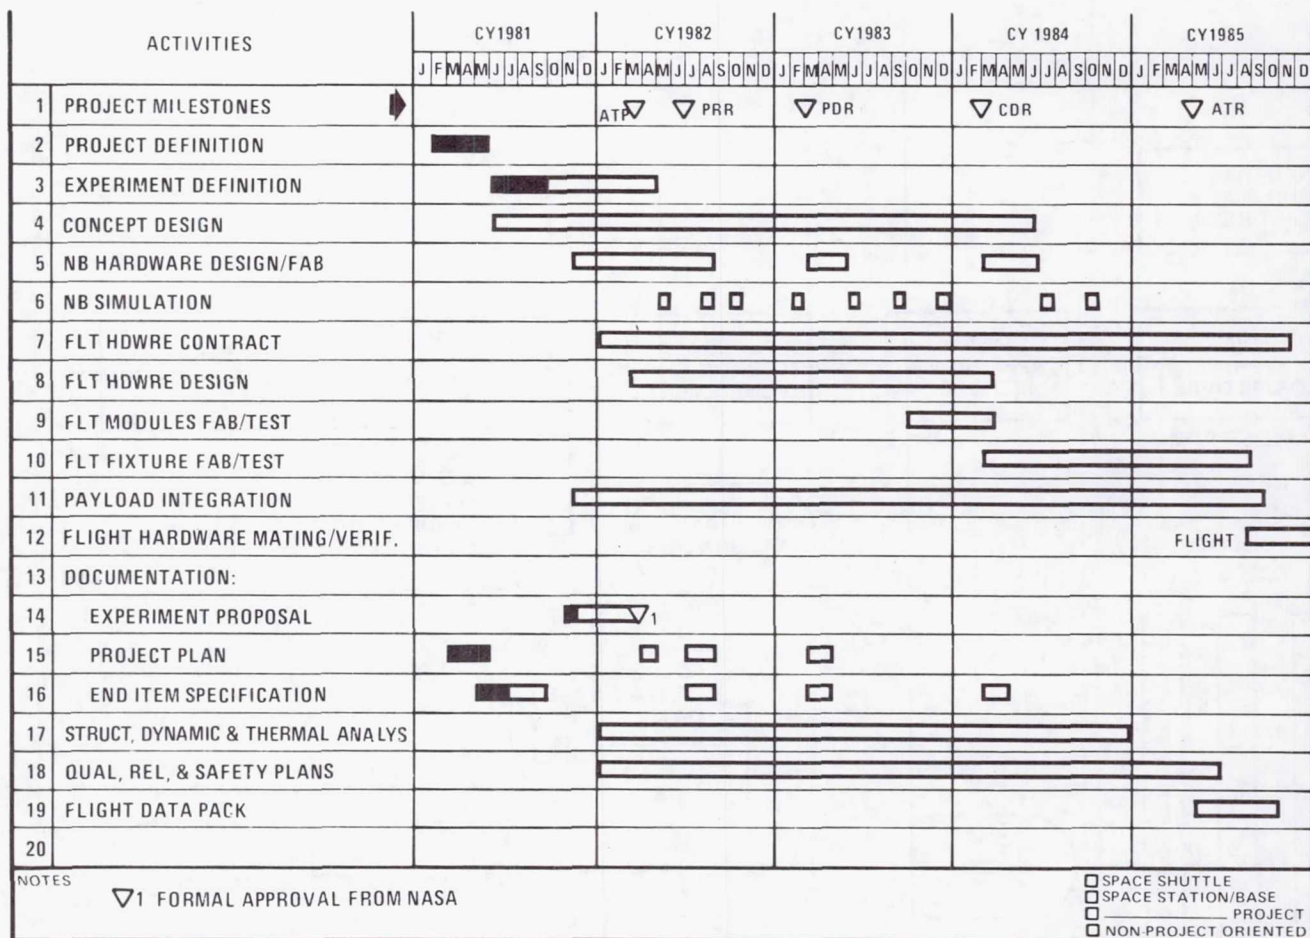 ACTIVITIES
CY1981 CY1982 CY1983 CY 1984 CY1985
J F M A M J J A S O N D J F M A M J J A S O N D J F M A M J J A S O N D J F M A M J J A S O N D J F M A M J J A S O N D
1 PROJECT MILESTONES ATP PRR PDR CDR ATR
2 PROJECT DEFINITION
3 EXPERIMENT DEFINITION
4 CONCEPT DESIGN
5 NB HARDWARE DESIGN/FAB
6 NB SIMULATION
7 FLT HDWRE CONTRACT
8 FLT HDWRE DESIGN
9 FLT MODULES FAB/TEST
10 FLT FIXTURE FAB/TEST
11 PAYLOAD INTEGRATION
12 FLIGHT HARDWARE MATING/VERIF. FLIGHT
13 DOCUMENTATION:
14 EXPERIMENT PROPOSAL 1
15 PROJECT PLAN
16 END ITEM SPECIFICATION
17 STRUCT, DYNAMIC & THERMAL ANALYS
18 QUAL, REL, & SAFETY PLANS
19 FLIGHT DATA PACK
20
NOTES
▽1 FORMAL APPROVAL FROM NASA
SPACE SHUTTLE
SPACE STATION/BASE
________ PROJECT
NON-PROJECT ORIENTED